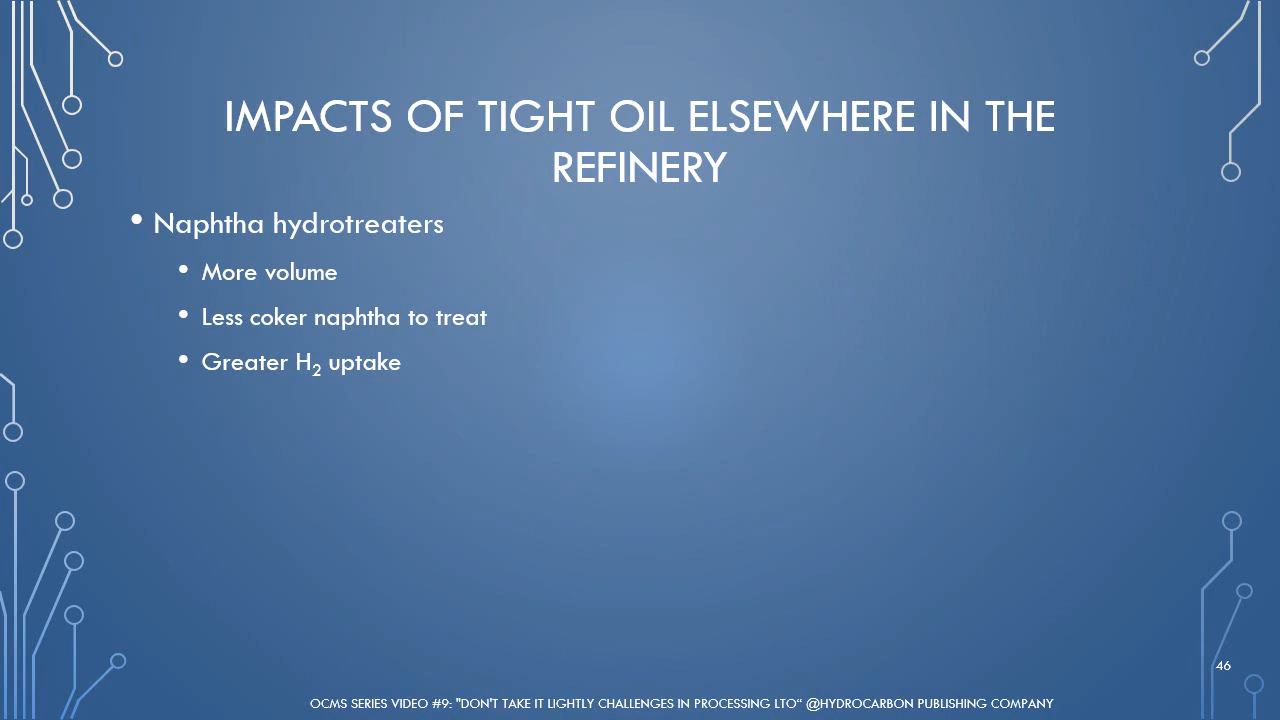 IMPACTS OF TIGHT OIL ELSEWHERE IN THE
REFINERY
• Naphtha hydrotreaters
• More volume
• Less coker naphtha to treat
• Greater H₂ uptake
46
OCMS SERIES VIDEO #9: "DON'T TAKE IT LIGHTLY CHALLENGES IN PROCESSING LTO“ @HYDROCARBON PUBLISHING COMPANY